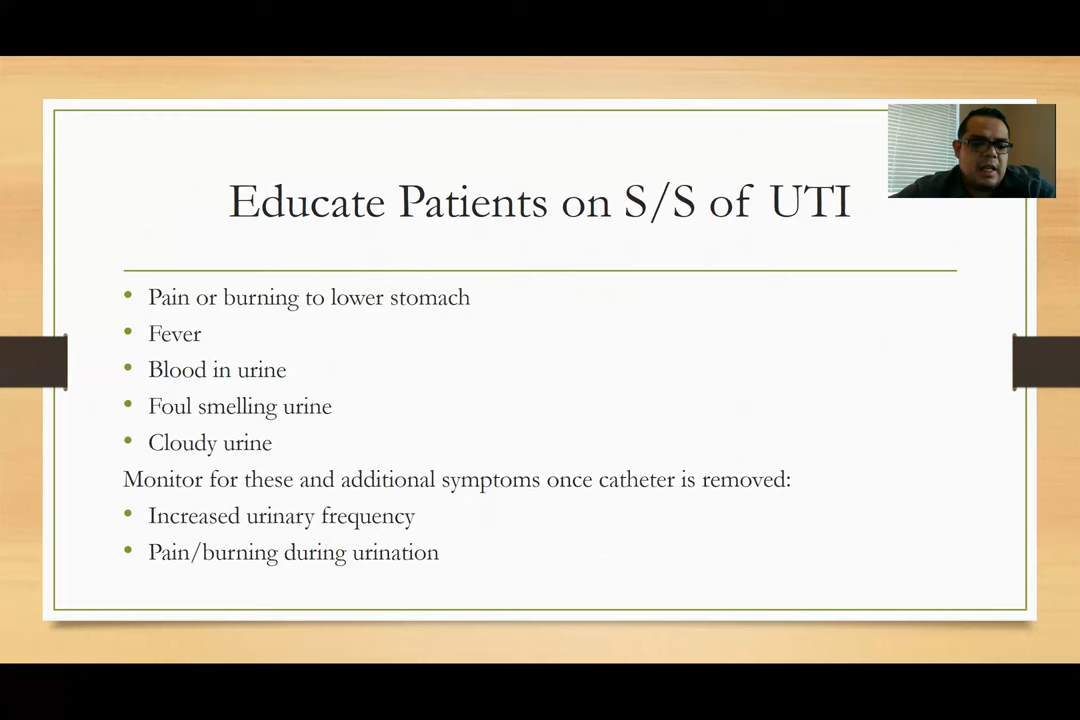 Educate Patients on S/S of UTI
• Pain or burning to lower stomach
• Fever
• Blood in urine
• Foul smelling urine
• Cloudy urine
Monitor for these and additional symptoms once catheter is removed:
• Increased urinary frequency
• Pain/burning during urination